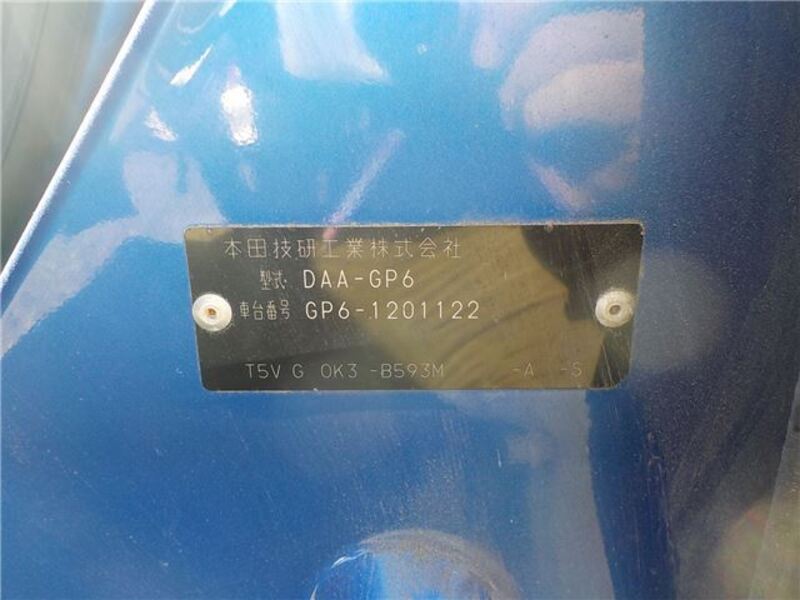 本田技研工業株式会社
型式 DAA-GP6
車台番号 GP6-1201122
T5V G OK3 -B593M -A -S